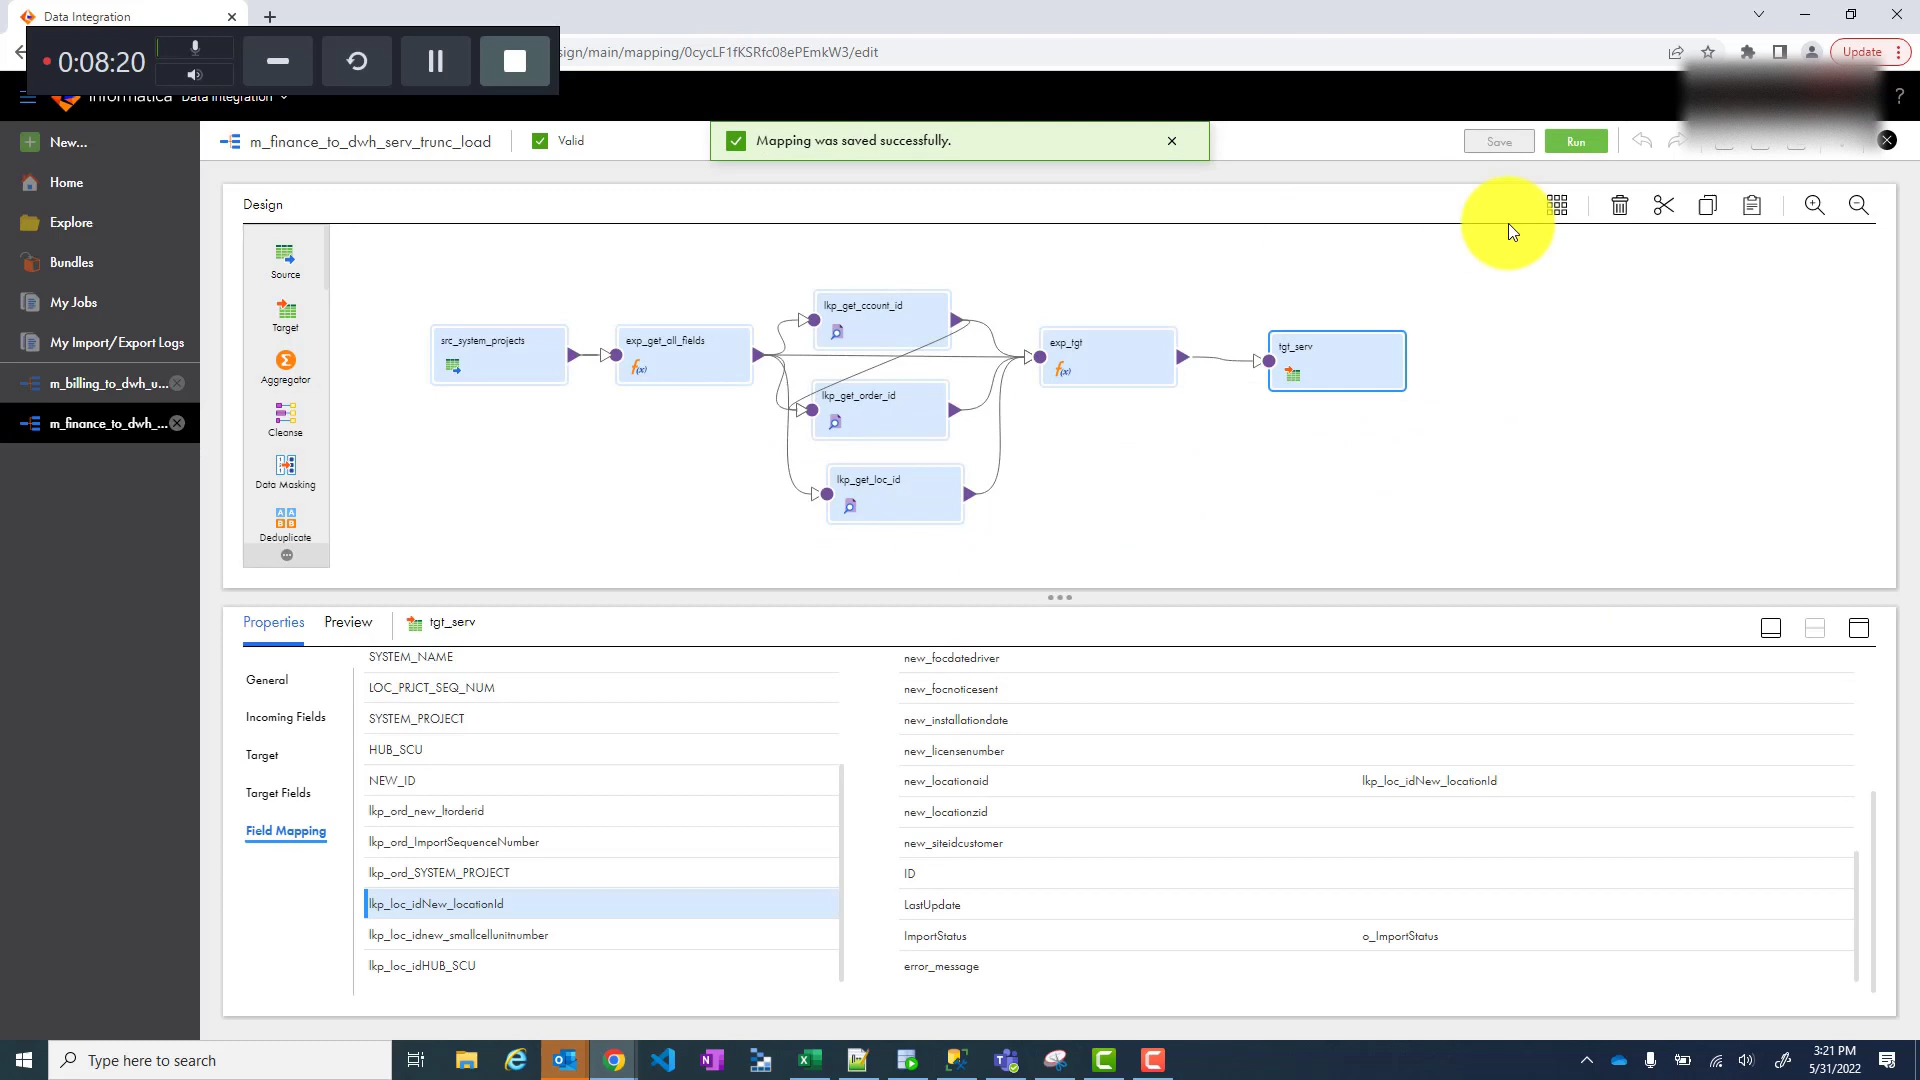 Data Integration
0:08:20
sign/main/mapping/0cycLF1fKSRfc08ePEmkW3/edit
Update
Informatica Data Integration
?
New...
Home
Explore
Bundles
My Jobs
My Import/Export Logs
m_billing_to_dwh_u...
m_finance_to_dwh_...
m_finance_to_dwh_serv_trunc_load
Valid
Mapping was saved successfully.
Save
Run
Design
Source
Target
Aggregator
Cleanse
Data Masking
Deduplicate
src_system_projects
exp_get_all_fields
f(x)
lkp_get_ccount_id
lkp_get_order_id
lkp_get_loc_id
exp_tgt
f(x)
tgt_serv
Properties
Preview
tgt_serv
General
Incoming Fields
Target
Target Fields
Field Mapping
SYSTEM_NAME
LOC_PRJCT_SEQ_NUM
SYSTEM_PROJECT
HUB_SCU
NEW_ID
lkp_ord_new_ltorderid
lkp_ord_ImportSequenceNumber
lkp_ord_SYSTEM_PROJECT
lkp_loc_idNew_locationId
lkp_loc_idnew_smallcellunitnumber
lkp_loc_idHUB_SCU
new_focdatedriver
new_focnoticesent
new_installationdate
new_licensenumber
new_locationaid lkp_loc_idNew_locationId
new_locationzid
new_siteidcustomer
ID
LastUpdate
ImportStatus o_ImportStatus
error_message
Type here to search
3:21 PM
5/31/2022